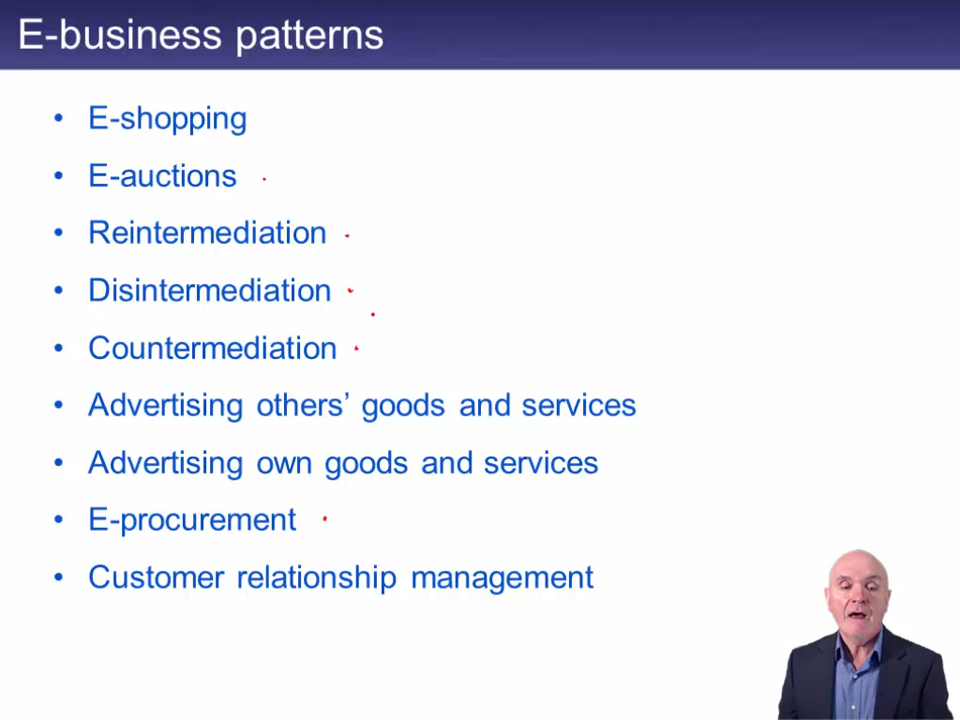 E-business patterns
• E-shopping
• E-auctions
• Reintermediation
• Disintermediation
• Countermediation
• Advertising others’ goods and services
• Advertising own goods and services
• E-procurement
• Customer relationship management